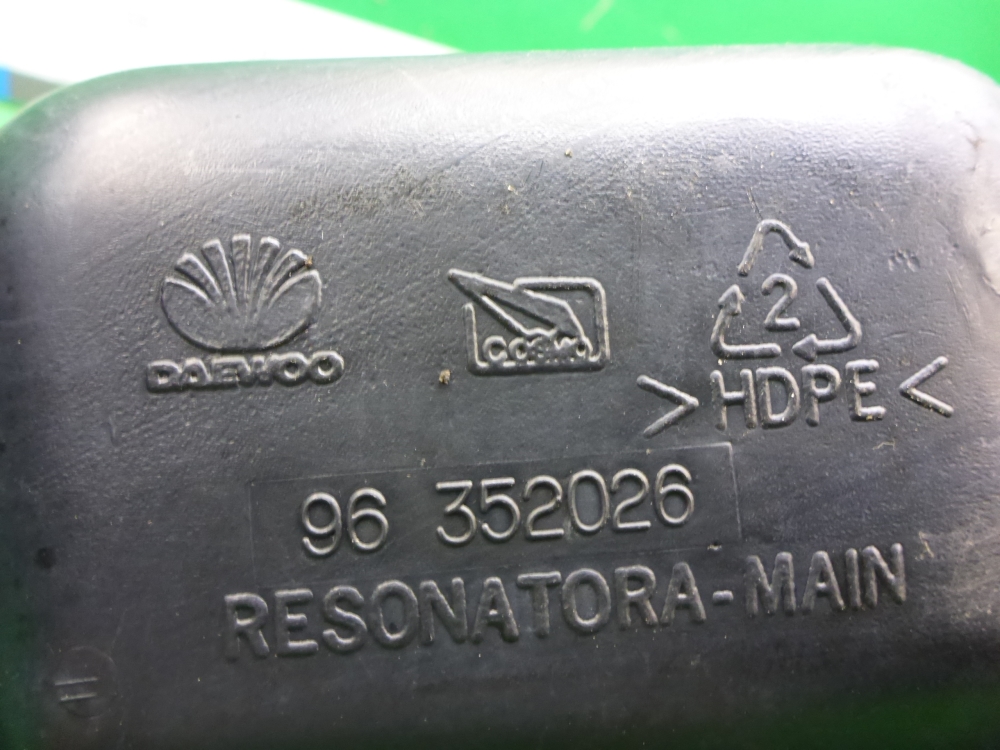 DAEWOO
COSMO
2
>HDPE<
96 352026
RESONATORA-MAIN